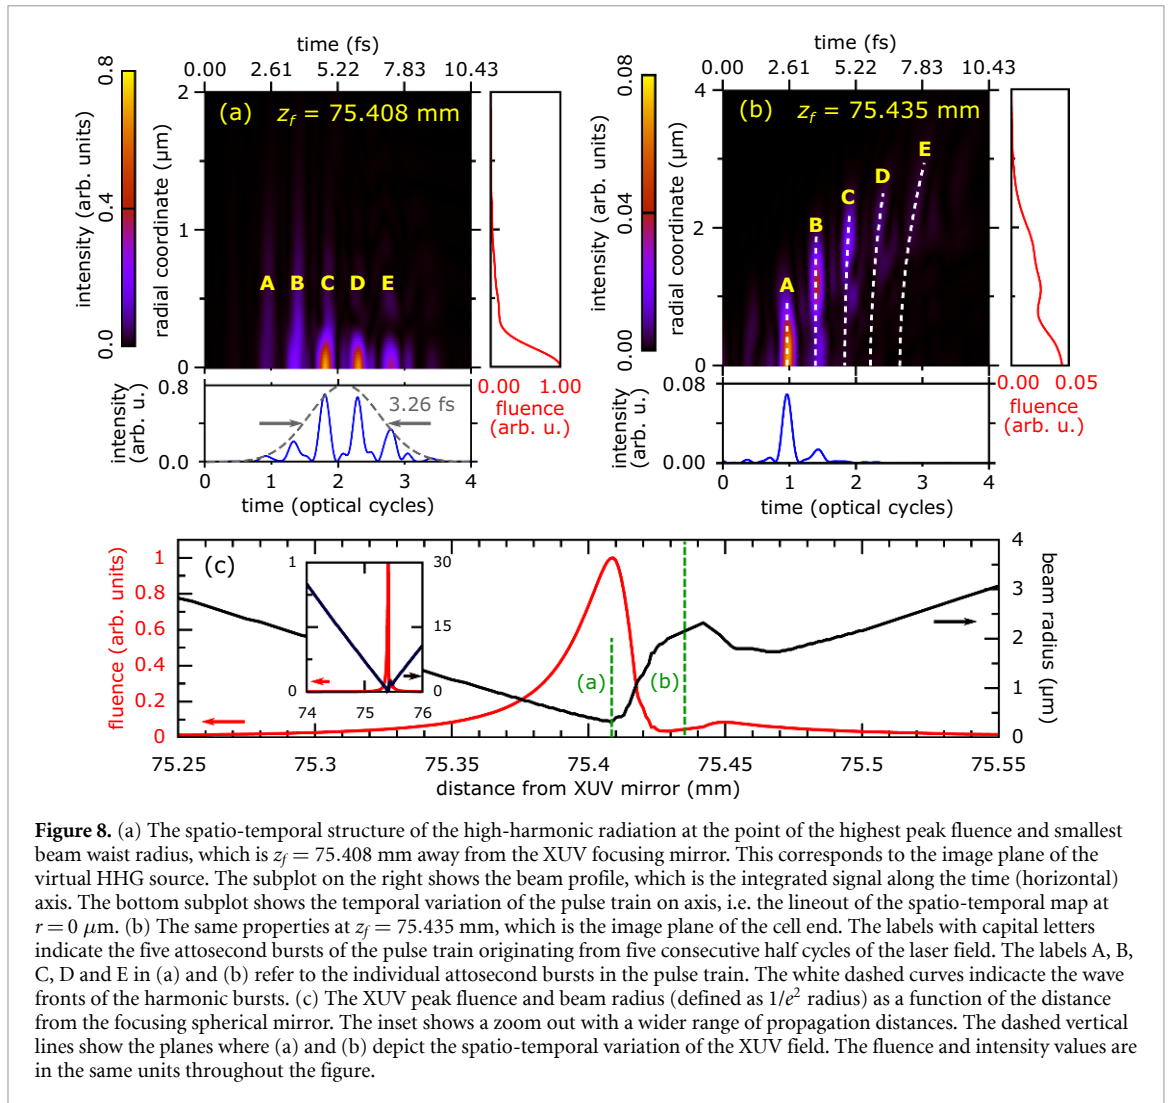 time (fs)
0.00 2.61 5.22 7.83 10.43
(a) z_f = 75.408 mm
0.8
0.4
0.0
intensity (arb. units)
radial coordinate (μm)
2
1
0
A B C D E
0.00 1.00
fluence
(arb. u.)
intensity
(arb. u.)
0.8
0.0
3.26 fs
0 1 2 3 4
time (optical cycles)
time (fs)
0.00 2.61 5.22 7.83 10.43
(b) z_f = 75.435 mm
0.08
0.04
0.00
intensity (arb. units)
radial coordinate (μm)
4
2
0
A B C D E
0.00 0.05
fluence
(arb. u.)
intensity
(arb. u.)
0.08
0.00
0 1 2 3 4
time (optical cycles)
(c)
fluence (arb. units)
1
0.8
0.6
0.4
0.2
0
1
0
30
15
0
74 75 76
(a)
(b)
4
3
2
1
0
beam radius (μm)
75.25 75.3 75.35 75.4 75.45 75.5 75.55
distance from XUV mirror (mm)
Figure 8. (a) The spatio-temporal structure of the high-harmonic radiation at the point of the highest peak fluence and smallest
beam waist radius, which is z_f = 75.408 mm away from the XUV focusing mirror. This corresponds to the image plane of the
virtual HHG source. The subplot on the right shows the beam profile, which is the integrated signal along the time (horizontal)
axis. The bottom subplot shows the temporal variation of the pulse train on axis, i.e. the lineout of the spatio-temporal map at
r = 0 μm. (b) The same properties at z_f = 75.435 mm, which is the image plane of the cell end. The labels with capital letters
indicate the five attosecond bursts of the pulse train originating from five consecutive half cycles of the laser field. The labels A, B,
C, D and E in (a) and (b) refer to the individual attosecond bursts in the pulse train. The white dashed curves indicacte the wave
fronts of the harmonic bursts. (c) The XUV peak fluence and beam radius (defined as 1/e² radius) as a function of the distance
from the focusing spherical mirror. The inset shows a zoom out with a wider range of propagation distances. The dashed vertical
lines show the planes where (a) and (b) depict the spatio-temporal variation of the XUV field. The fluence and intensity values are
in the same units throughout the figure.